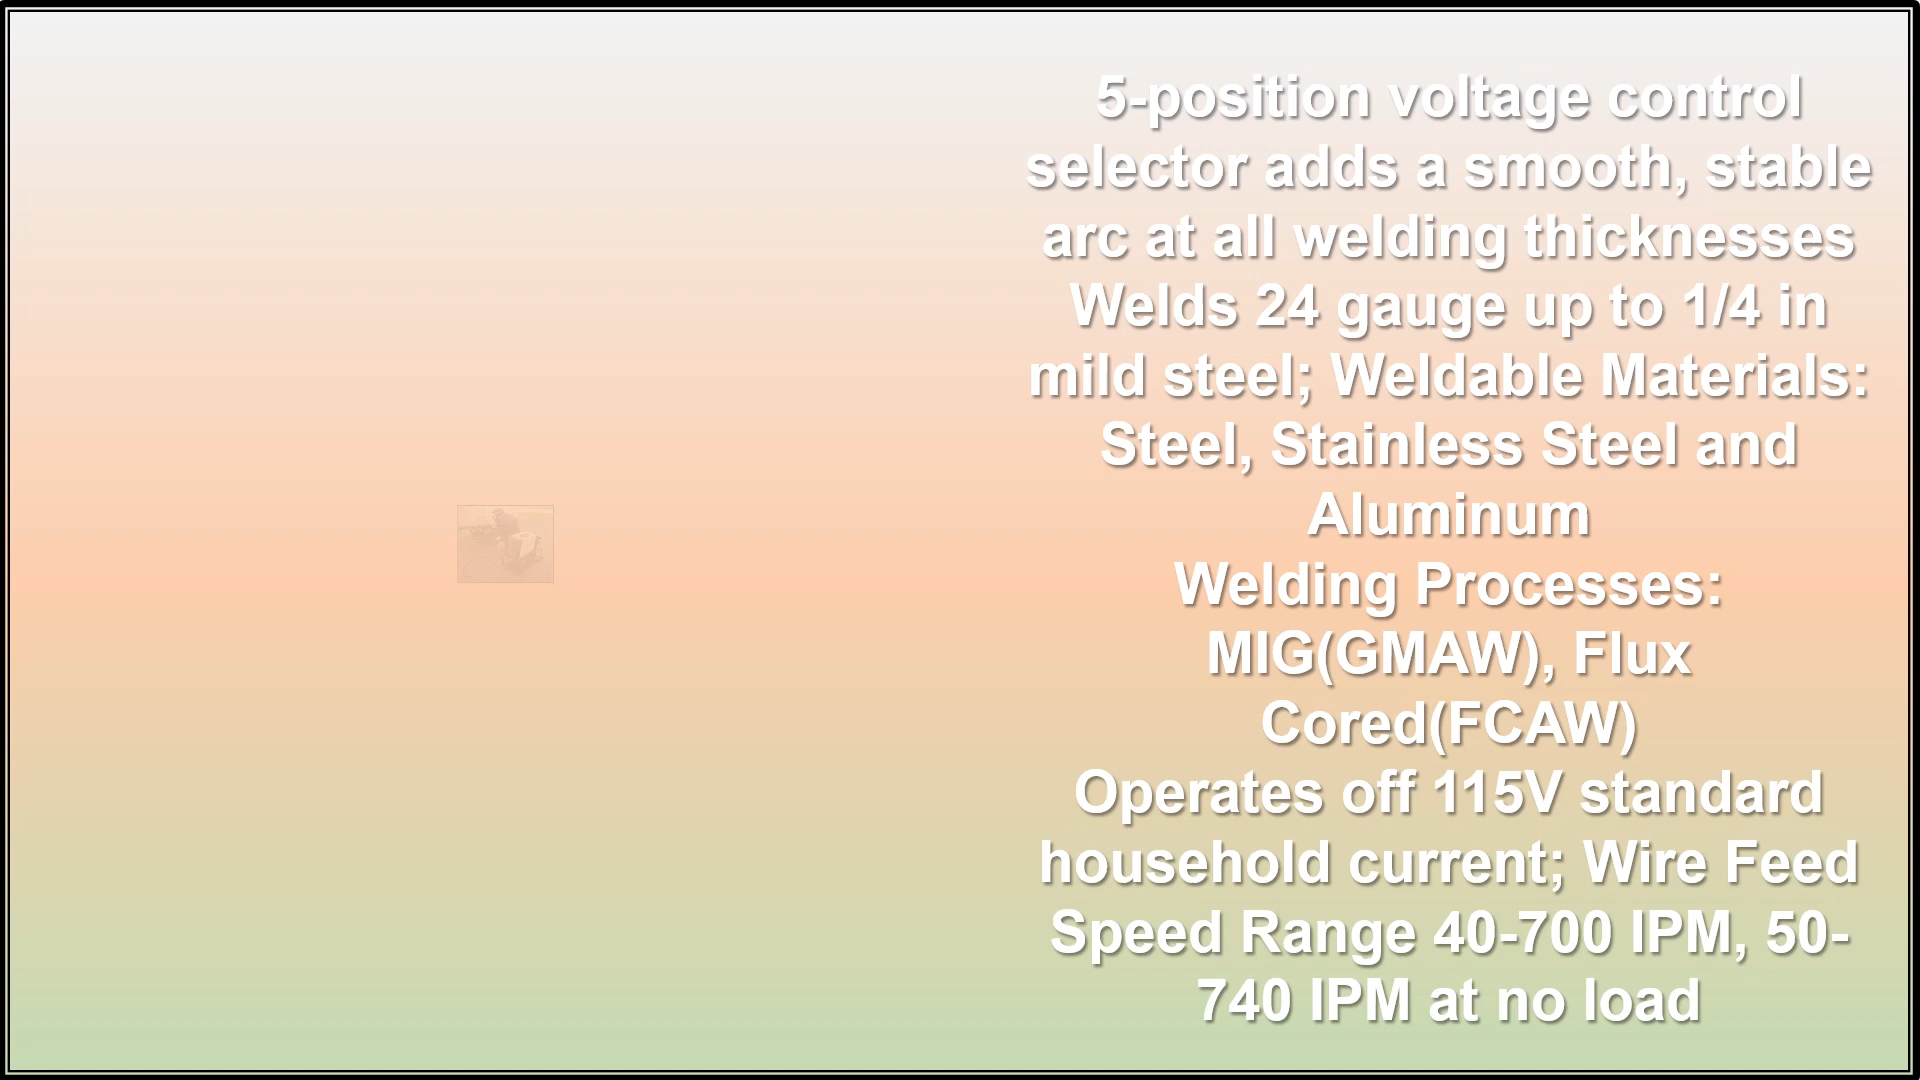 5-position voltage control
selector adds a smooth, stable
arc at all welding thicknesses
Welds 24 gauge up to 1/4 in
mild steel; Weldable Materials:
Steel, Stainless Steel and
Aluminum
Welding Processes:
MIG(GMAW), Flux
Cored(FCAW)
Operates off 115V standard
household current; Wire Feed
Speed Range 40-700 IPM, 50-
740 IPM at no load